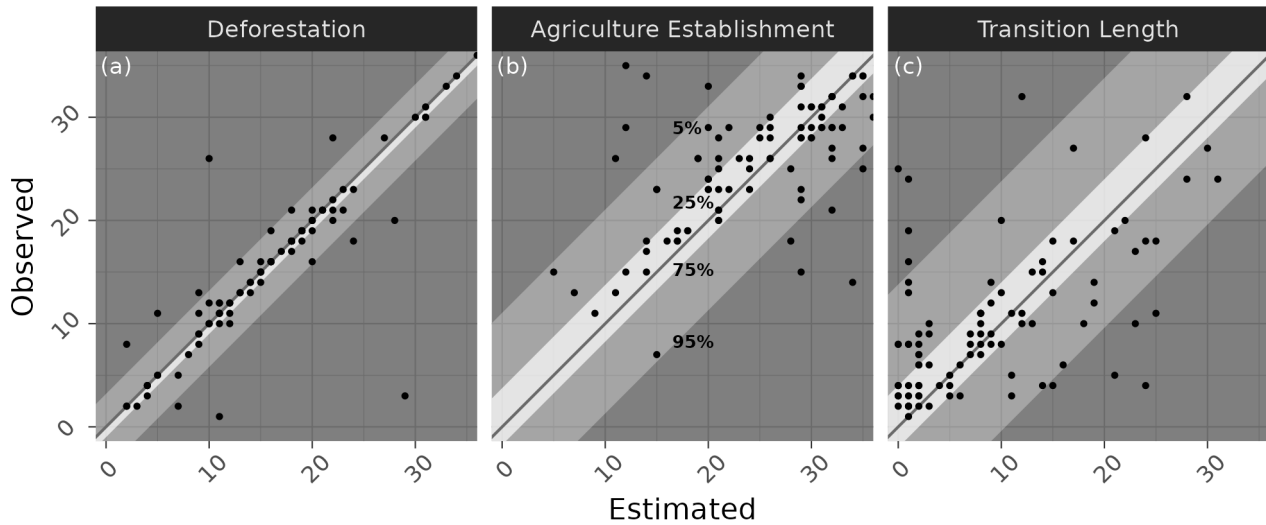 Deforestation
Agriculture Establishment
Transition Length
(a)
(b)
(c)
30
20
10
0
5%
25%
75%
95%
0
10
20
30
0
10
20
30
0
10
20
30
Observed
Estimated